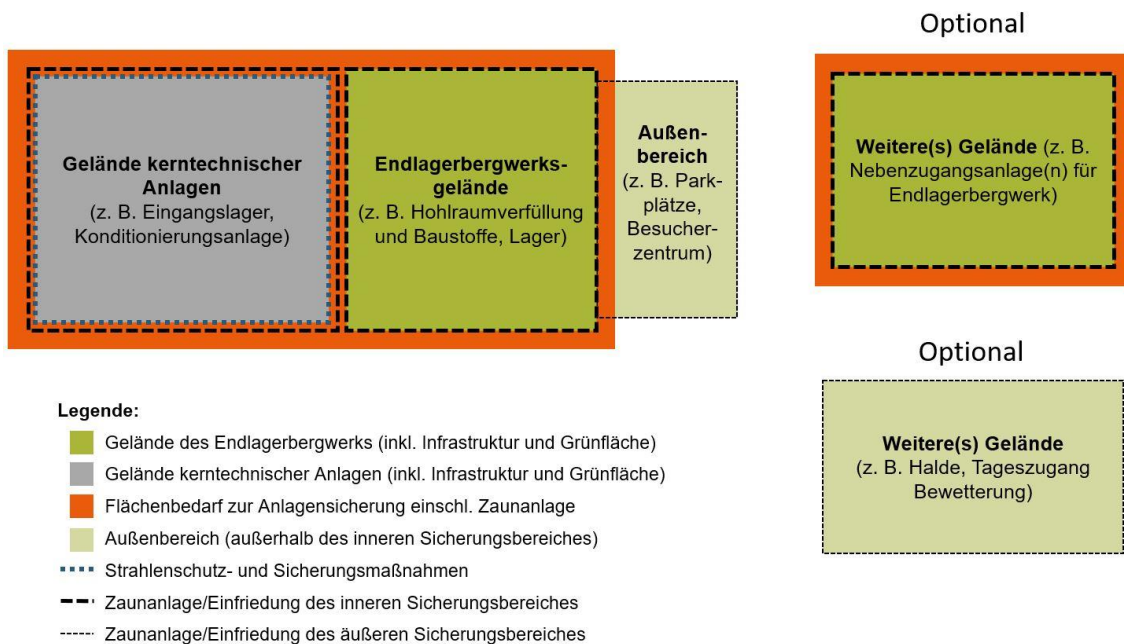 Optional
Gelände kerntechnischer
Anlagen
(z. B. Eingangslager,
Konditionierungsanlage)
Endlagerbergwerks-
gelände
(z. B. Hohlraumverfüllung
und Baustoffe, Lager)
Außen-
bereich
(z. B. Park-
plätze,
Besucher-
zentrum)
Weitere(s) Gelände (z. B.
Nebenzugangsanlage(n) für
Endlagerbergwerk)
Optional
Weitere(s) Gelände
(z. B. Halde, Tageszugang
Bewetterung)
Legende:
Gelände des Endlagerbergwerks (inkl. Infrastruktur und Grünfläche)
Gelände kerntechnischer Anlagen (inkl. Infrastruktur und Grünfläche)
Flächenbedarf zur Anlagensicherung einschl. Zaunanlage
Außenbereich (außerhalb des inneren Sicherungsbereiches)
Strahlenschutz- und Sicherungsmaßnahmen
Zaunanlage/Einfriedung des inneren Sicherungsbereiches
Zaunanlage/Einfriedung des äußeren Sicherungsbereiches